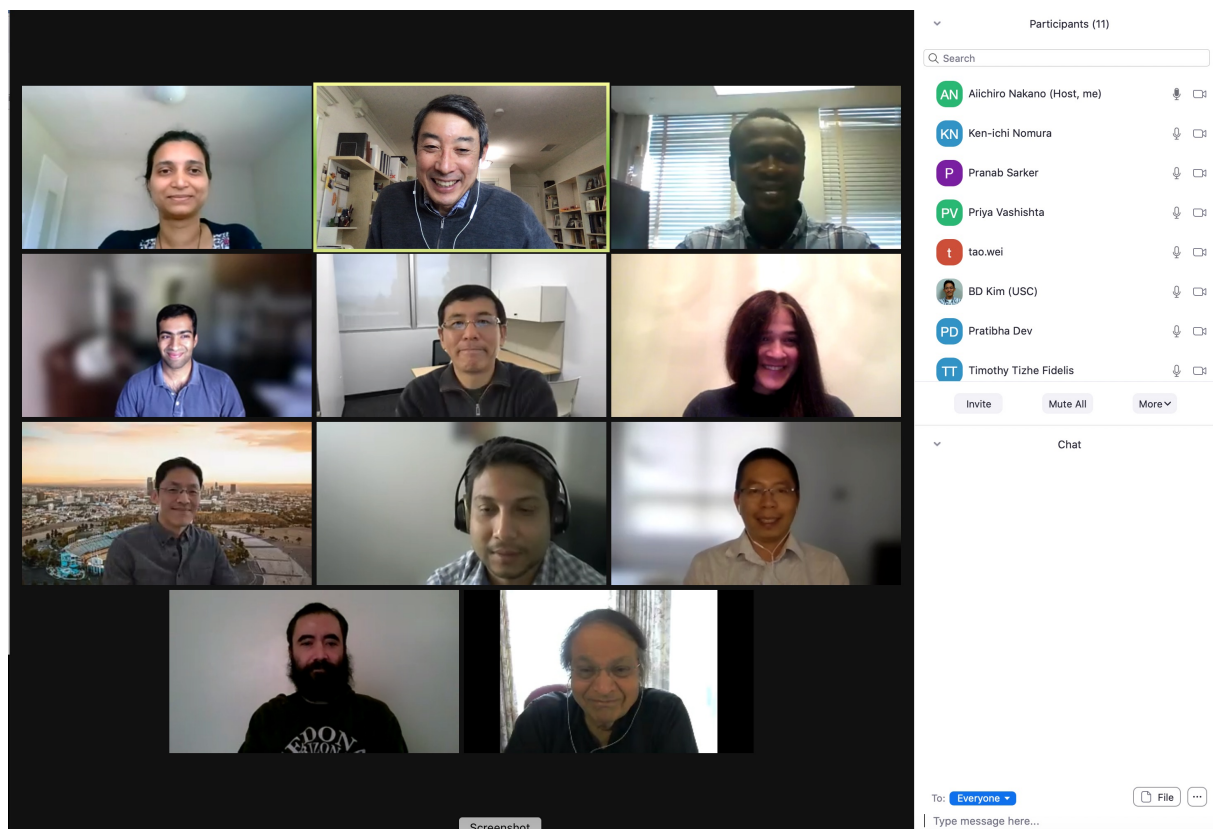 Participants (11)
Search
AN Aiichiro Nakano (Host, me)
KN Ken-ichi Nomura
P Pranab Sarker
PV Priya Vashishta
t tao.wei
BD Kim (USC)
PD Pratibha Dev
TT Timothy Tizhe Fidelis
Invite Mute All More
Chat
EDON
To: Everyone File ...
Type message here...
Screenshot